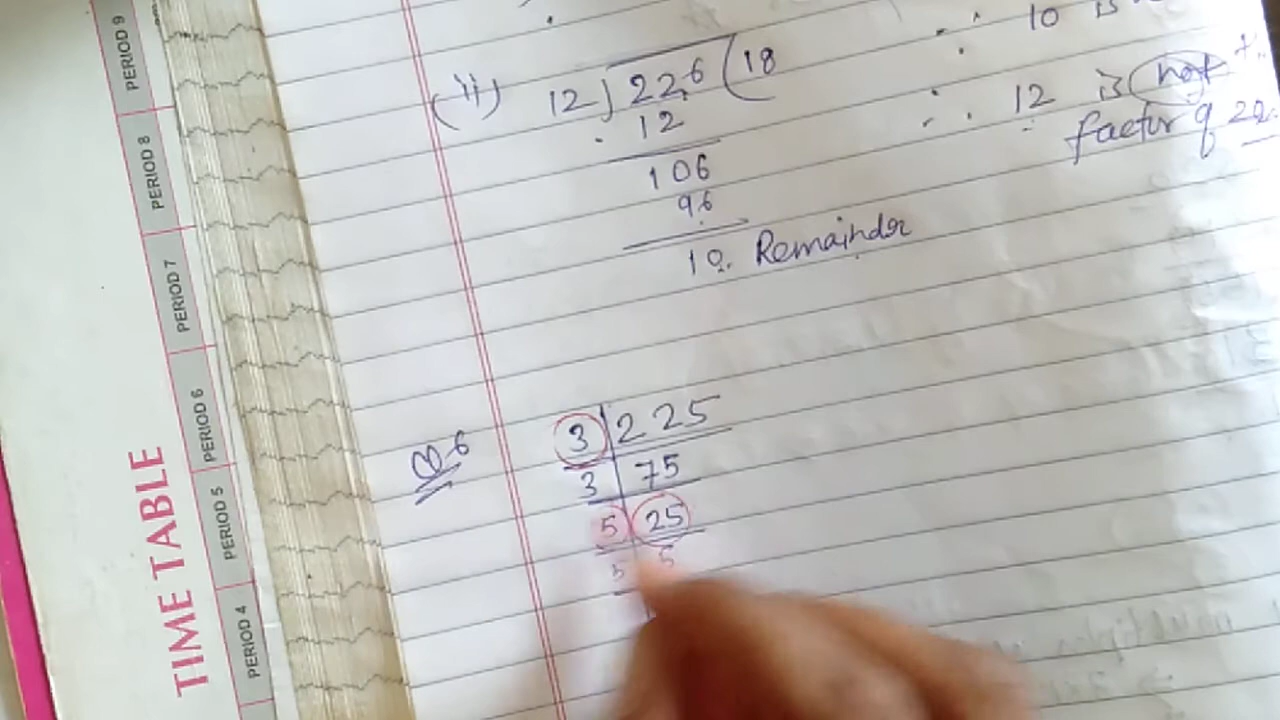 ∴ 10 is
(ii) 12 ) 226 ( 18
12
106
96
10. Remainder
∴ 12 is not
factor of 22
Q-6
3 | 225
3 | 75
5 | 25
5 | 5
TIME TABLE
PERIOD 9
PERIOD 8
PERIOD 7
PERIOD 6
PERIOD 5
PERIOD 4